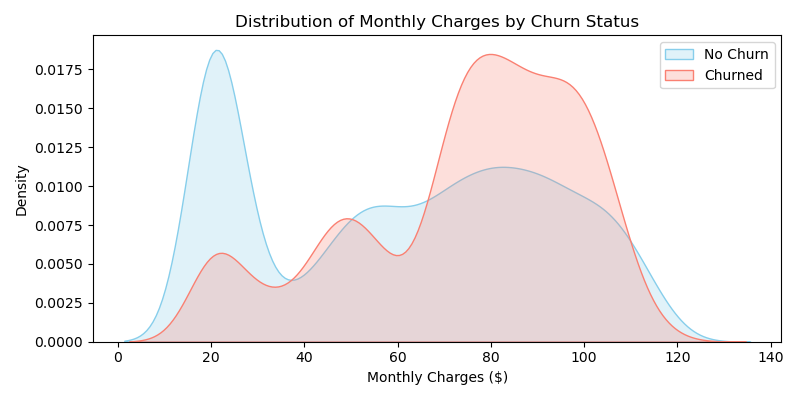 Distribution of Monthly Charges by Churn Status
No Churn
Churned
Density
0.0175
0.0150
0.0125
0.0100
0.0075
0.0050
0.0025
0.0000
0 20 40 60 80 100 120 140
Monthly Charges ($)